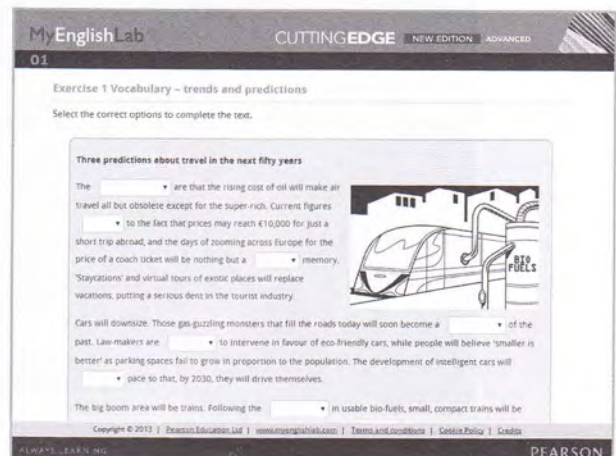 MyEnglishLab
CUTTINGEDGE NEW EDITION ADVANCED
01
Exercise 1 Vocabulary – trends and predictions
Select the correct options to complete the text.
Three predictions about travel in the next fifty years
The are that the rising cost of oil will make air
travel all but obsolete except for the super-rich. Current figures
to the fact that prices may reach €10,000 for just a
short trip abroad, and the days of zooming across Europe for the
price of a coach ticket will be nothing but a memory.
'Staycations' and virtual tours of exotic places will replace
vacations, putting a serious dent in the tourist industry.
BIO
FUELS
Cars will downsize. Those gas-guzzling monsters that fill the roads today will soon become a of the
past. Law-makers are to intervene in favour of eco-friendly cars, while people will believe 'smaller is
better' as parking spaces fail to grow in proportion to the population. The development of intelligent cars will
pace so that, by 2030, they will drive themselves.
The big boom area will be trains. Following the in usable bio-fuels, small, compact trains will be
Copyright © 2013 | Pearson Education Ltd | www.myenglishlab.com | Terms and conditions | Cookie Policy | Credits
ALWAYS LEARNING
PEARSON